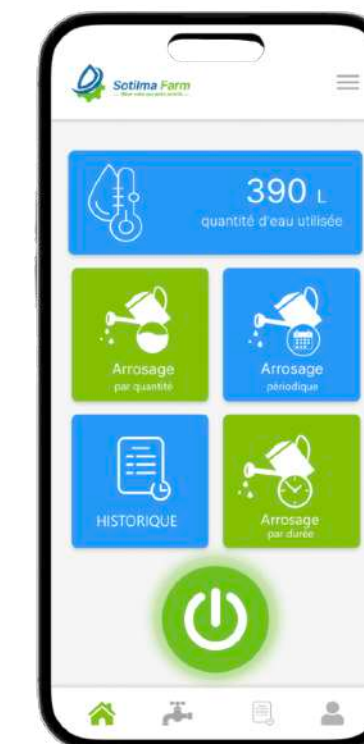 Sotilma Farm
390 L
quantité d'eau utilisée
Arrosage
par quantité
Arrosage
périodique
HISTORIQUE
Arrosage
par durée